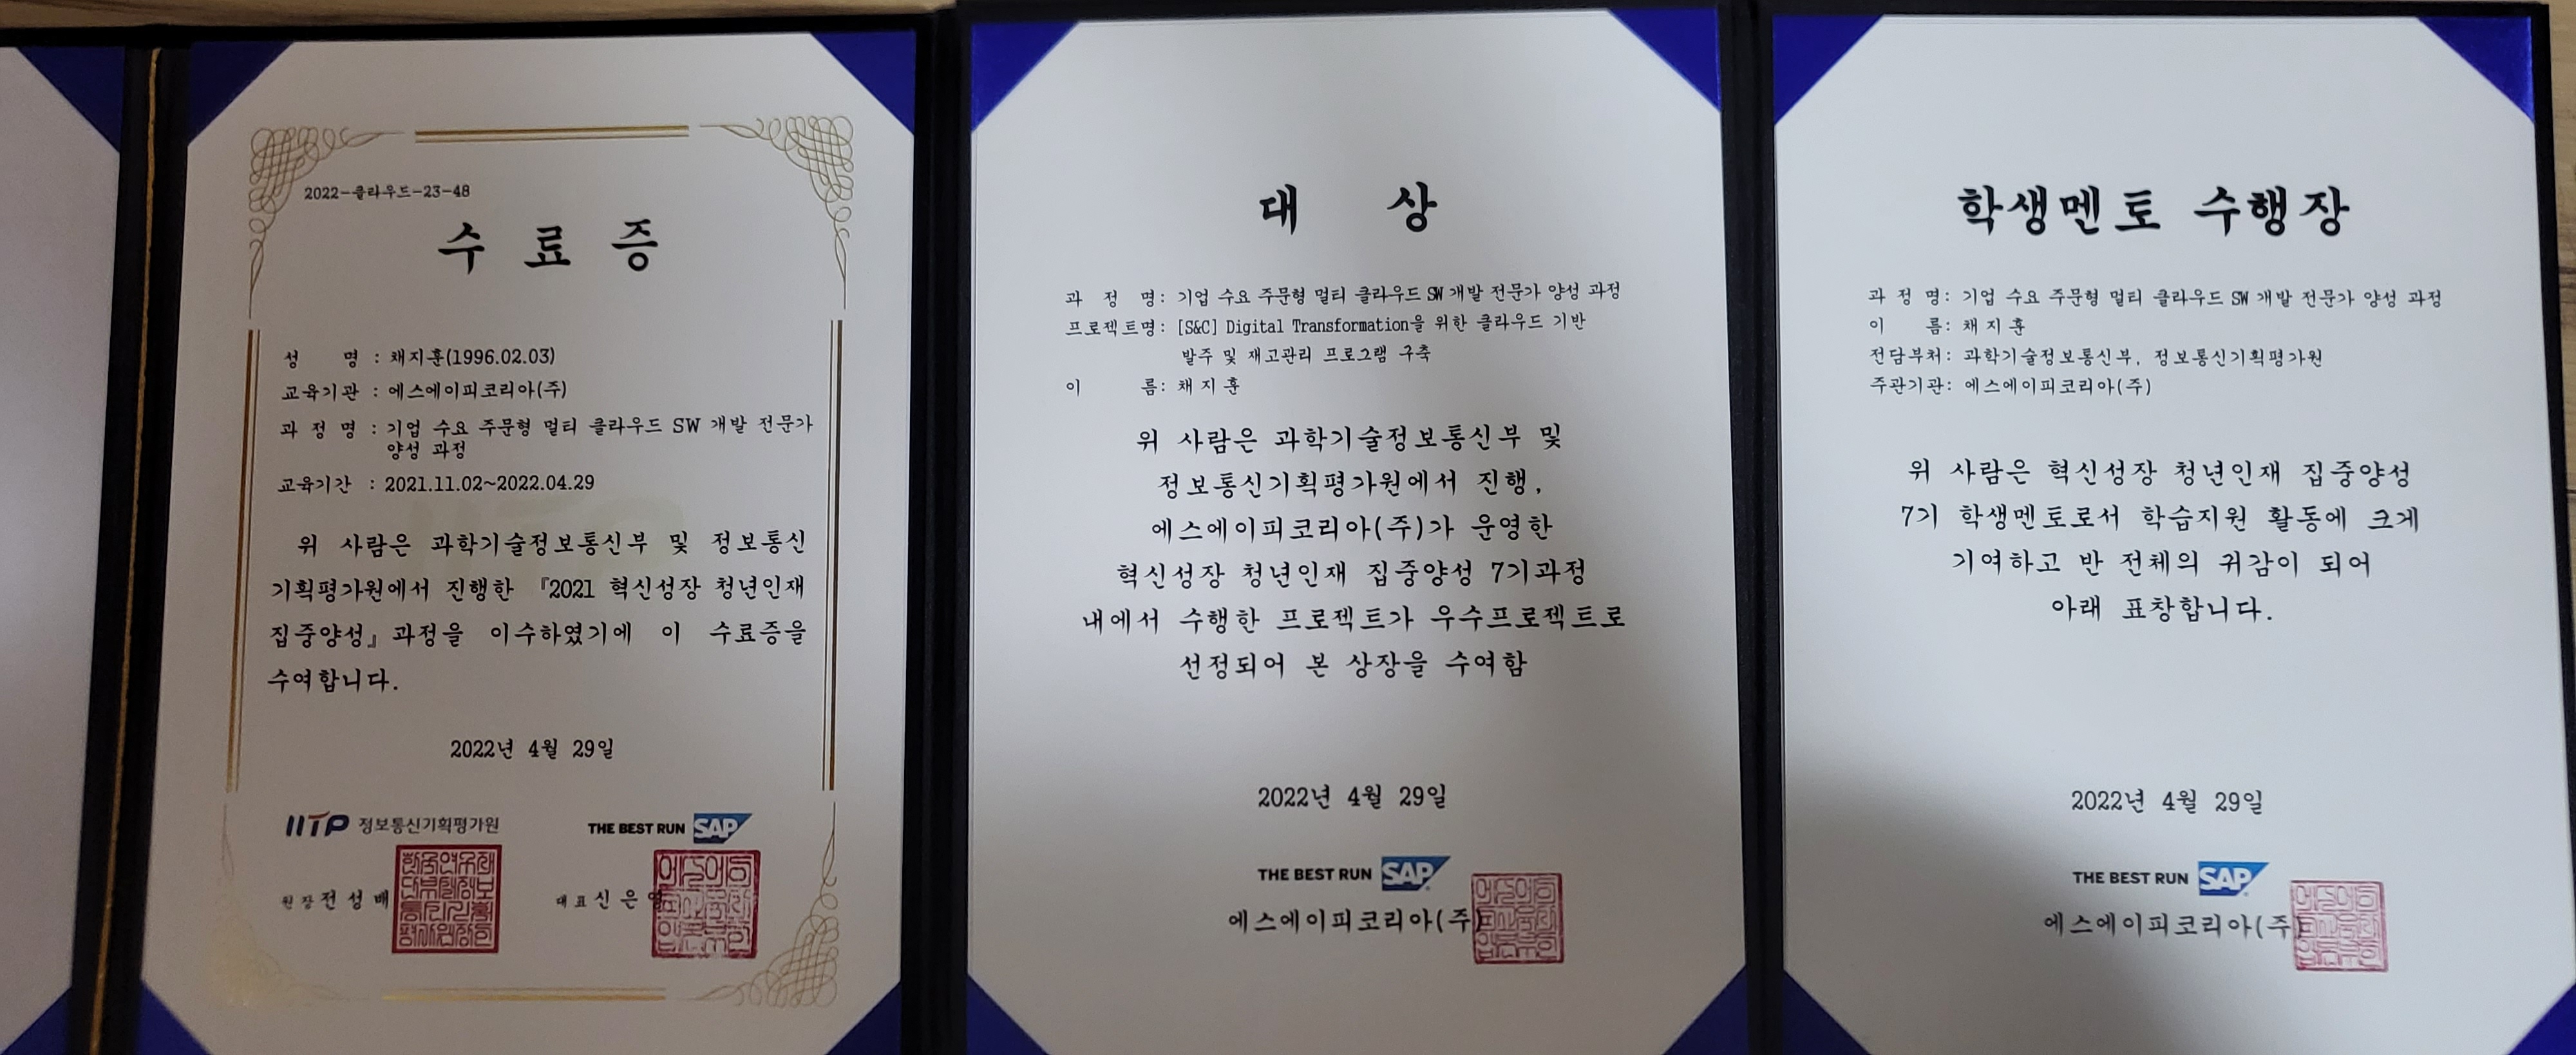 2022-클라우드-23-48
수 료 증
성 명 : 채지훈(1996.02.03)
교육기관 : 에스에이피코리아(주)
과 정 명 : 기업 수요 주문형 멀티 클라우드 SW 개발 전문가
양성 과정
교육기간 : 2021.11.02~2022.04.29
위 사람은 과학기술정보통신부 및 정보통신
기획평가원에서 진행한 『2021 혁신성장 청년인재
집중양성』과정을 이수하였기에 이 수료증을
수여합니다.
2022년 4월 29일
IITP 정보통신기획평가원
THE BEST RUN SAP
원장 전성배
대표 신은영
대 상
과 정 명: 기업 수요 주문형 멀티 클라우드 SW 개발 전문가 양성 과정
프로젝트명: [S&C] Digital Transformation을 위한 클라우드 기반
발주 및 재고관리 프로그램 구축
이 름: 채 지 훈
위 사람은 과학기술정보통신부 및
정보통신기획평가원에서 진행,
에스에이피코리아(주)가 운영한
혁신성장 청년인재 집중양성 7기과정
내에서 수행한 프로젝트가 우수프로젝트로
선정되어 본 상장을 수여함
2022년 4월 29일
THE BEST RUN SAP
에스에이피코리아(주)
학생멘토 수행장
과 정 명: 기업 수요 주문형 멀티 클라우드 SW 개발 전문가 양성 과정
이 름: 채 지 훈
전담부처: 과학기술정보통신부, 정보통신기획평가원
주관기관: 에스에이피코리아(주)
위 사람은 혁신성장 청년인재 집중양성
7기 학생멘토로서 학습지원 활동에 크게
기여하고 반 전체의 귀감이 되어
아래 표창합니다.
2022년 4월 29일
THE BEST RUN SAP
에스에이피코리아(주)